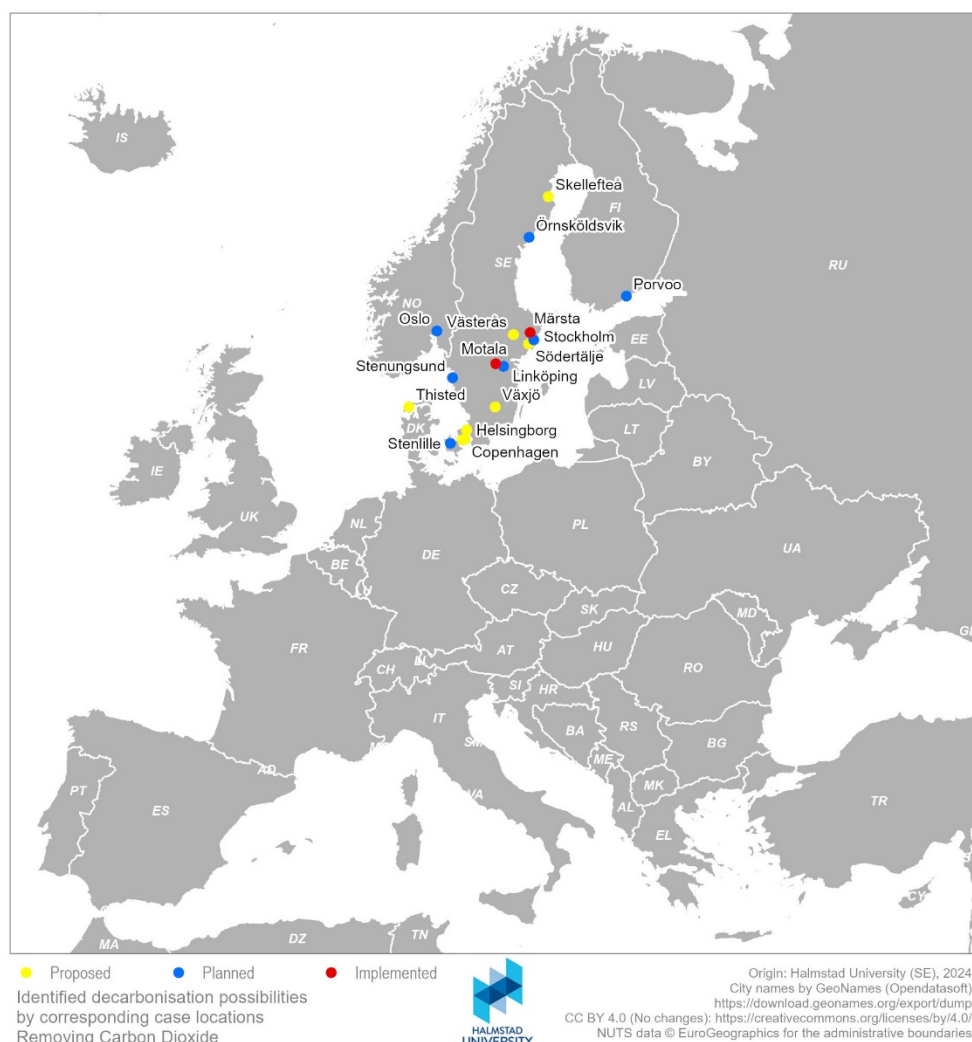 IS
Skellefteå
FI
Örnsköldsvik
SE
RU
Porvoo
NO
Oslo
Västerås
Märsta
Stockholm
EE
Motala
Södertälje
Stenungsund
Linköping
LV
Thisted
Växjö
DK
Helsingborg
LT
Stenlille
Copenhagen
BY
IE
UK
NL
PL
DE
BE
UA
CZ
SK
MD
FR
AT
HU
CH
LI
RO
SI
HR
IT
BA
RS
SM
ME
BG
AD
MK
PT
VA
AL
ES
TR
EL
CY
MA
DZ
TN
Proposed Planned Implemented
Identified decarbonisation possibilities
by corresponding case locations
Removing Carbon Dioxide
HALMSTAD
UNIVERSITY
Origin: Halmstad University (SE), 2024
City names by GeoNames (Opendatasoft)
https://download.geonames.org/export/dump
CC BY 4.0 (No changes): https://creativecommons.org/licenses/by/4.0/
NUTS data © EuroGeographics for the administrative boundaries